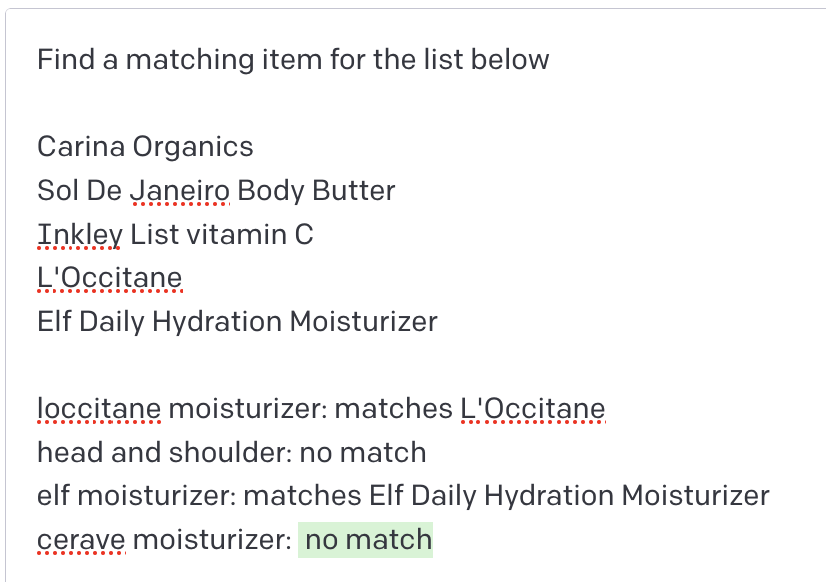 Find a matching item for the list below
Carina Organics
Sol De Janeiro Body Butter
Inkley List vitamin C
L'Occitane
Elf Daily Hydration Moisturizer
loccitane moisturizer: matches L'Occitane
head and shoulder: no match
elf moisturizer: matches Elf Daily Hydration Moisturizer
cerave moisturizer: no match